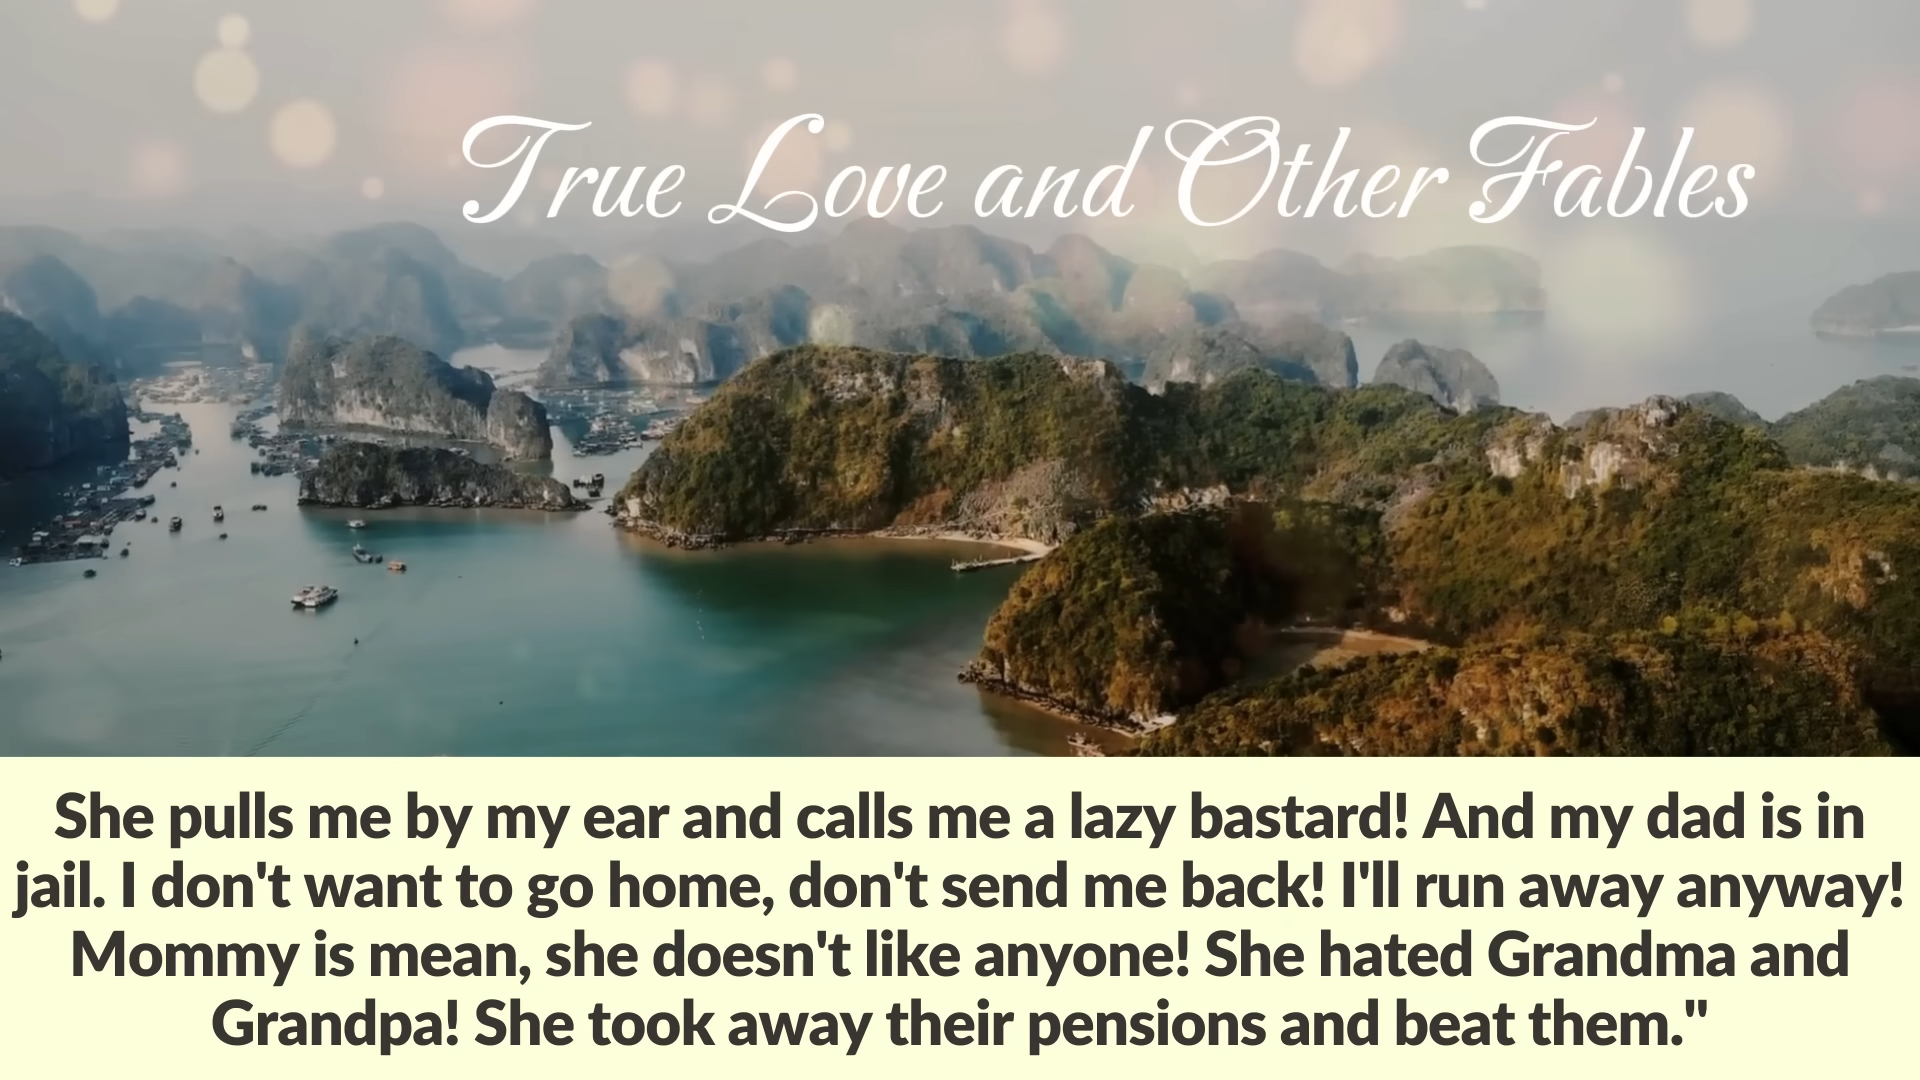 True Love and Other Fables
She pulls me by my ear and calls me a lazy bastard! And my dad is in
jail. I don't want to go home, don't send me back! I'll run away anyway!
Mommy is mean, she doesn't like anyone! She hated Grandma and
Grandpa! She took away their pensions and beat them."